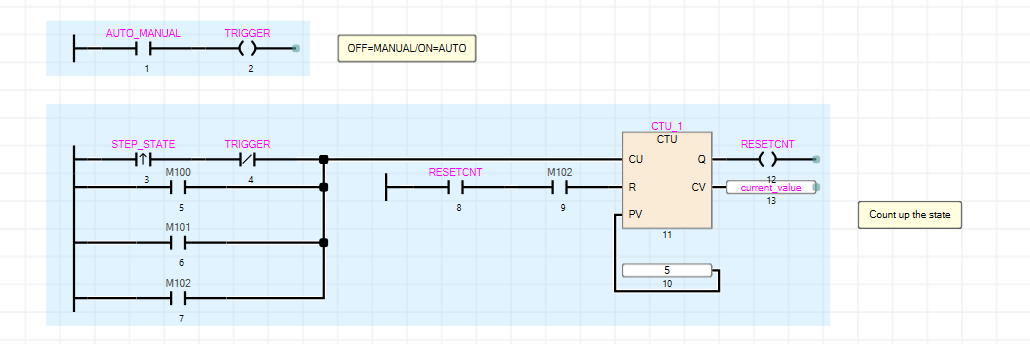 AUTO_MANUAL TRIGGER
OFF=MANUAL/ON=AUTO
1 2
CTU_1
STEP_STATE TRIGGER CTU RESETCNT
CU Q
3 M100 4 RESETCNT M102 12
R CV current_value
5 8 9 13
PV Count up the state
M101 11
6
5
M102 10
7